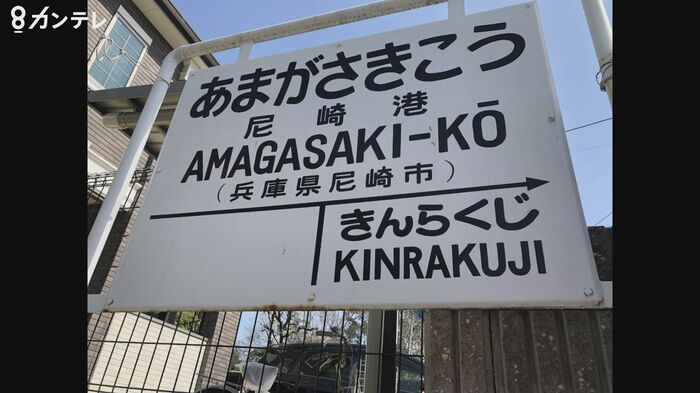 8カンテレ
あまがさきこう
尼崎港
AMAGASAKI-KŌ
(兵庫県尼崎市)
きんらくじ
KINRAKUJI